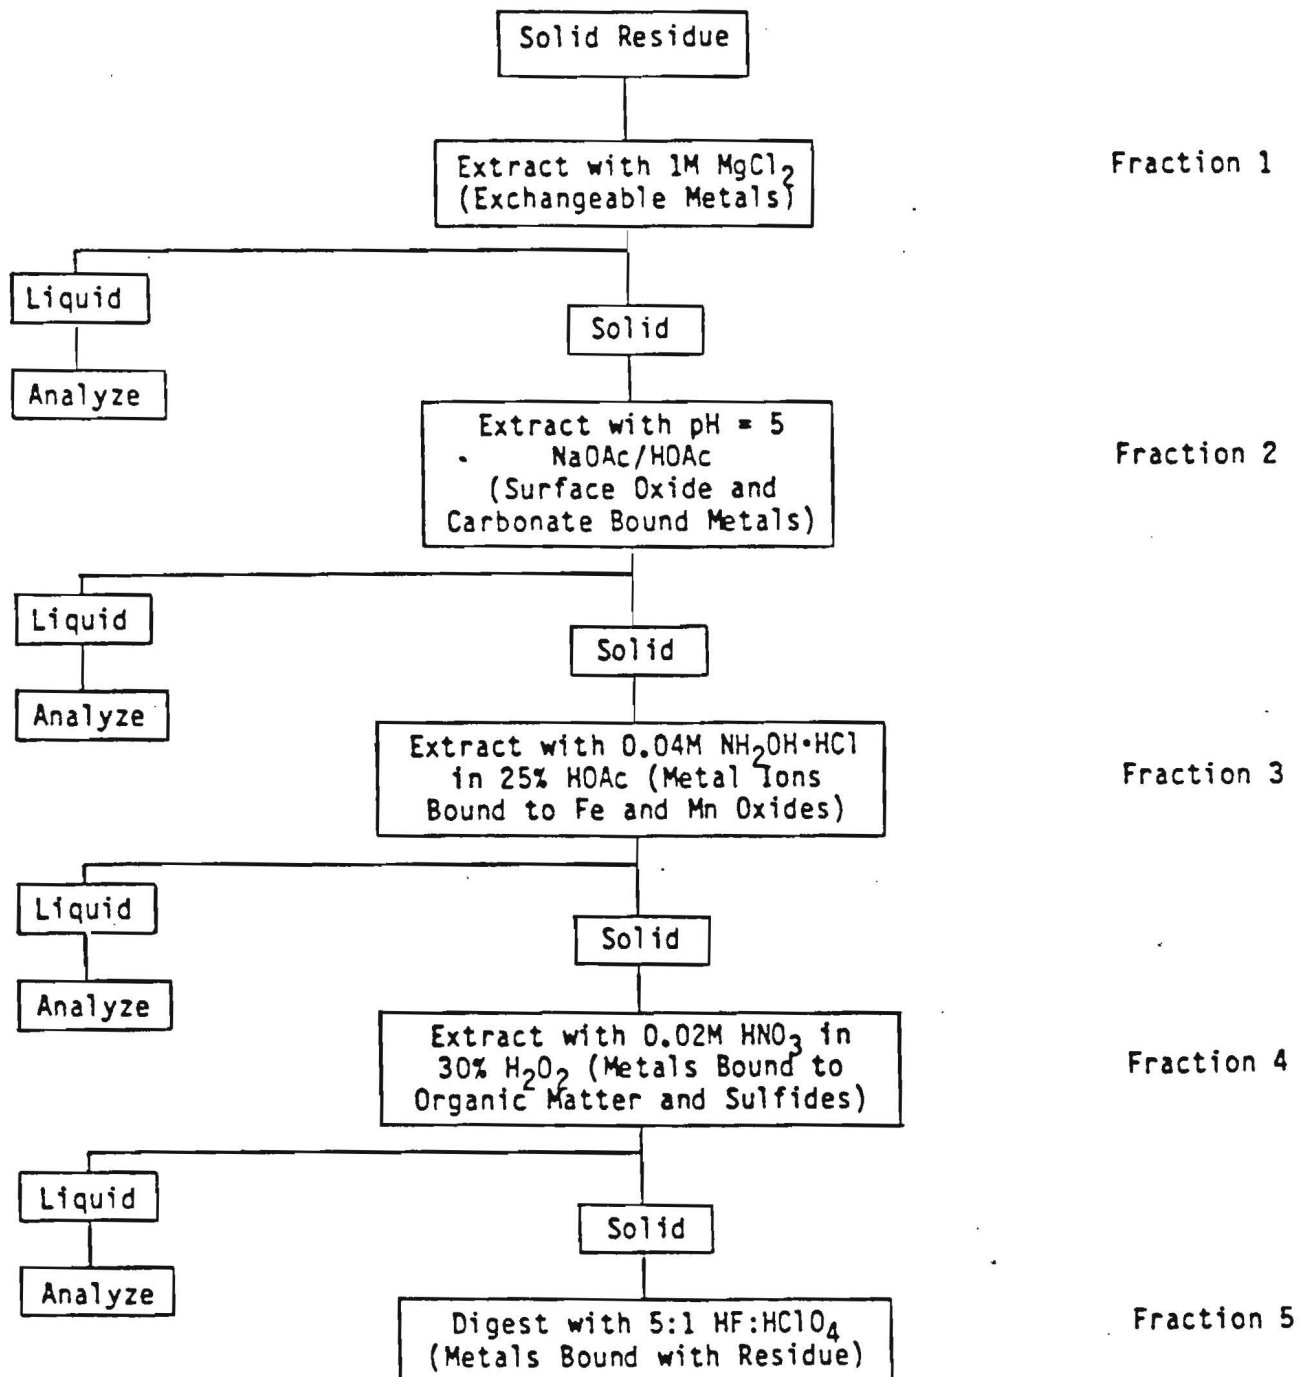 Solid Residue
Extract with 1M MgCl2
(Exchangeable Metals)
Fraction 1
Liquid
Solid
Analyze
Extract with pH = 5
NaOAc/HOAc
(Surface Oxide and
Carbonate Bound Metals)
Fraction 2
Liquid
Solid
Analyze
Extract with 0.04M NH2OH•HCl
in 25% HOAc (Metal Ions
Bound to Fe and Mn Oxides)
Fraction 3
Liquid
Solid
Analyze
Extract with 0.02M HNO3 in
30% H2O2 (Metals Bound to
Organic Matter and Sulfides)
Fraction 4
Liquid
Solid
Analyze
Digest with 5:1 HF:HClO4
(Metals Bound with Residue)
Fraction 5